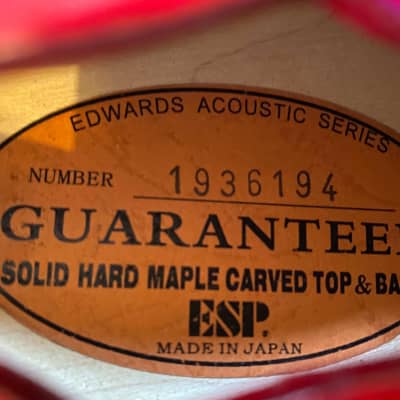 EDWARDS ACOUSTIC SERIES
NUMBER 1936194
GUARANTEE
SOLID HARD MAPLE CARVED TOP & BA
ESP.
MADE IN JAPAN